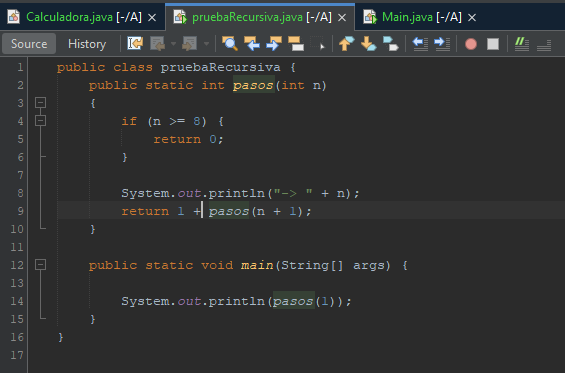 Calculadora.java [-/A] pruebaRecursiva.java [-/A] Main.java [-/A]
Source History
1 public class pruebaRecursiva {
2 public static int pasos(int n)
3 {
4 if (n >= 8) {
5 return 0;
6 }
7
8 System.out.println("-> " + n);
9 return 1 + pasos(n + 1);
10 }
11
12 public static void main(String[] args) {
13
14 System.out.println(pasos(1));
15 }
16 }
17